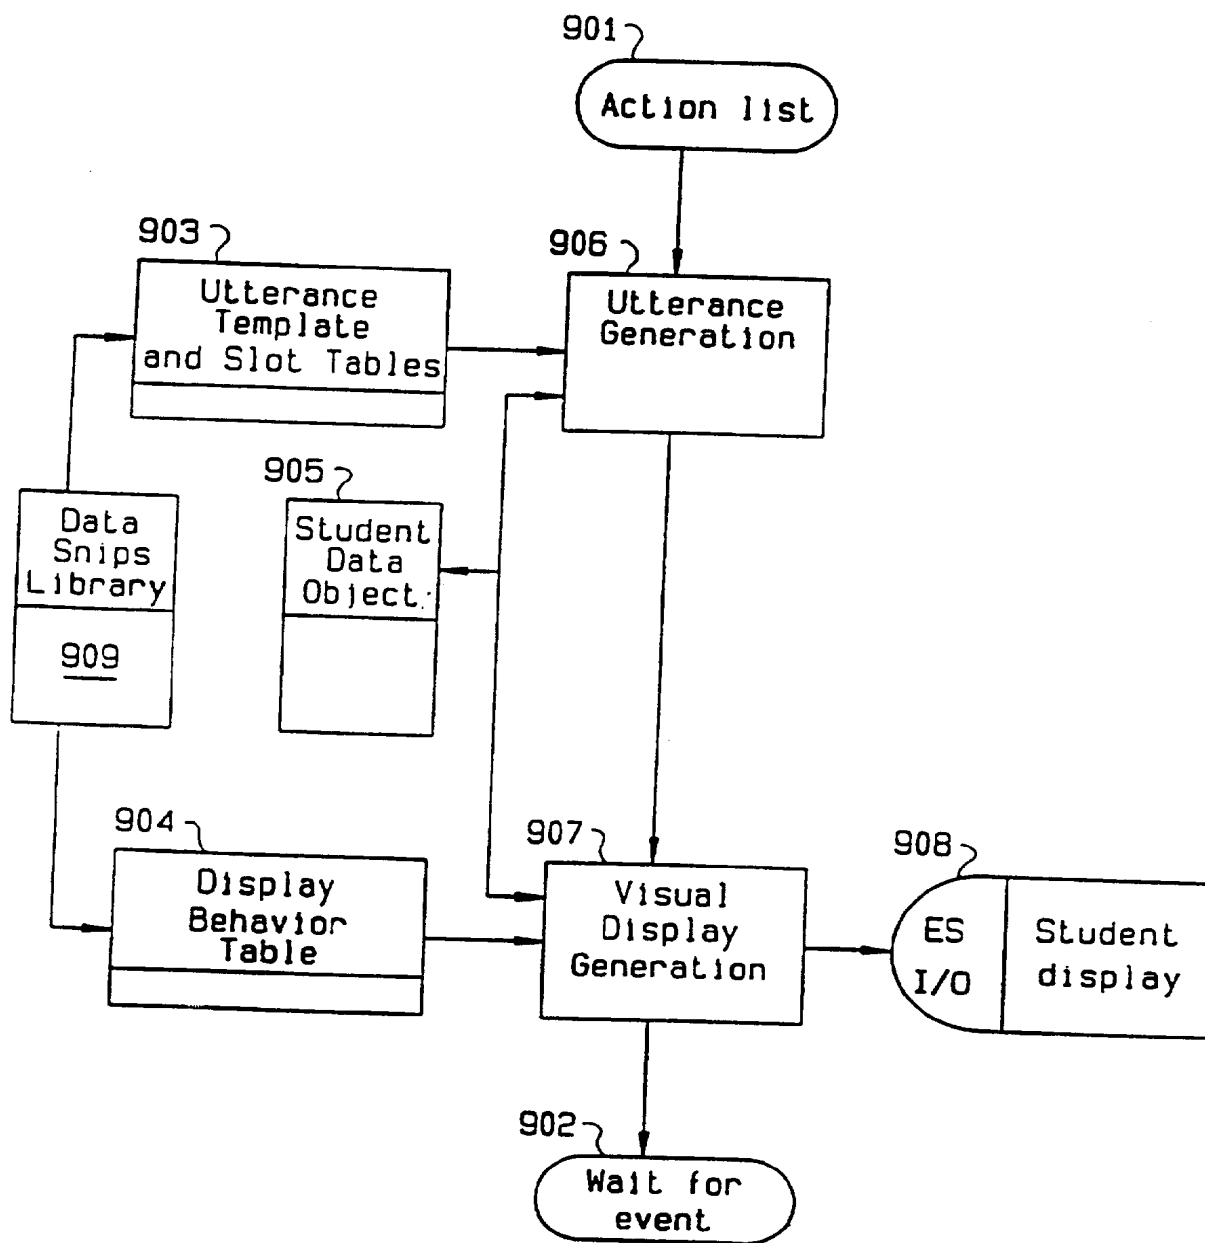 901
Action list
903
Utterance
Template
and Slot Tables
906
Utterance
Generation
905
Student
Data
Object
Data
Snips
Library
909
904
Display
Behavior
Table
907
Visual
Display
Generation
908
ES
I/O
Student
display
902
Wait for
event